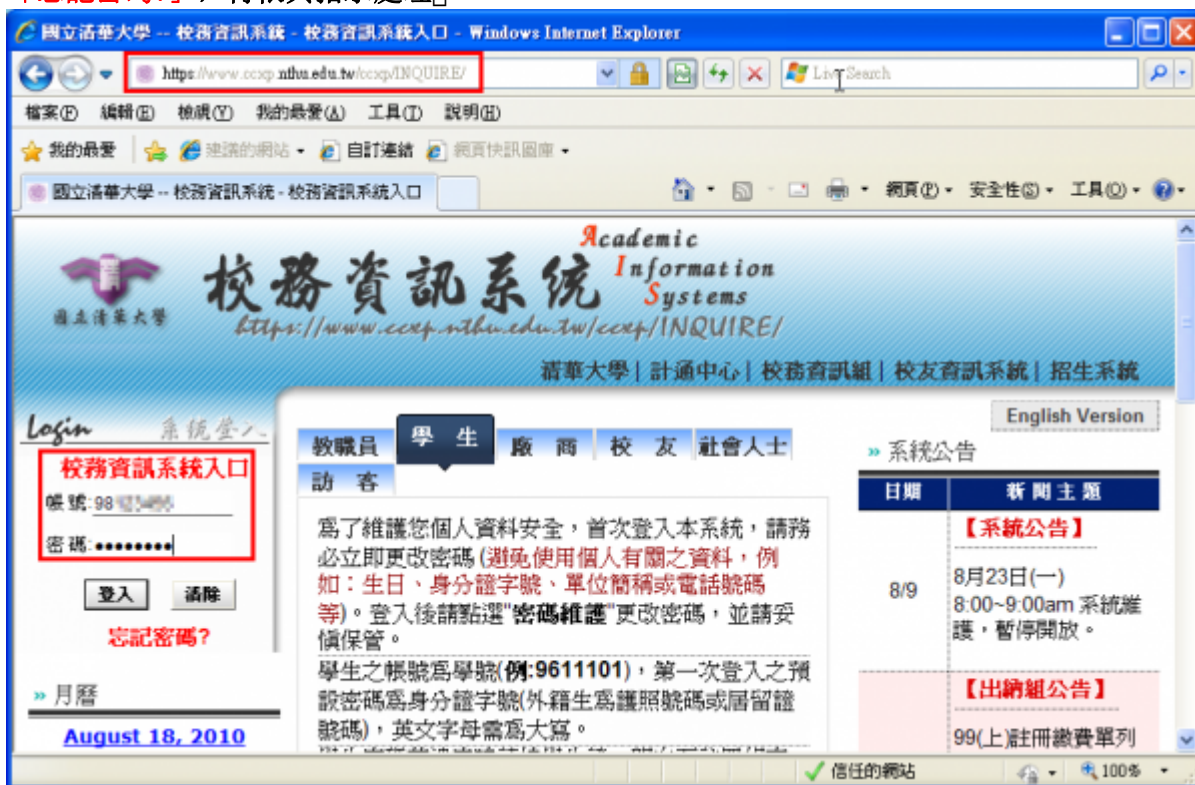 「忘記密碼?」,再依其指示處理
國立清華大學 -- 校務資訊系統 - 校務資訊系統入口 - Windows Internet Explorer
https://www.ccxp.nthu.edu.tw/ccxp/INQUIRE/
Live Search
檔案(F) 編輯(E) 檢視(V) 我的最愛(A) 工具(T) 說明(H)
我的最愛 建議的網站 自訂連結 網頁快訊圖庫
國立清華大學 -- 校務資訊系統 - 校務資訊系統入口
網頁(P) 安全性(S) 工具(O)
國立清華大學
校務資訊系統
Academic
Information
Systems
https://www.ccxp.nthu.edu.tw/ccxp/INQUIRE/
清華大學 | 計通中心 | 校務資訊組 | 校友資訊系統 | 招生系統
English Version
Login 系統登入
校務資訊系統入口
帳號:98
密碼:●●●●●●●●
登入 清除
忘記密碼?
» 月曆
August 18, 2010
教職員 學 生 廠 商 校 友 社會人士
訪 客
為了維護您個人資料安全,首次登入本系統,請務
必立即更改密碼(避免使用個人有關之資料,例
如:生日、身分證字號、單位簡稱或電話號碼
等)。登入後請點選"密碼維護"更改密碼,並請妥
慎保管。
學生之帳號為學號(例:9611101),第一次登入之預
設密碼為身分證字號(外籍生為護照號碼或居留證
號碼),英文字母需為大寫。
» 系統公告
日期 新聞主題
【系統公告】
8/9
8月23日(一)
8:00~9:00am 系統維
護,暫停開放。
【出納組公告】
99(上)註冊繳費單列
信任的網站
100%